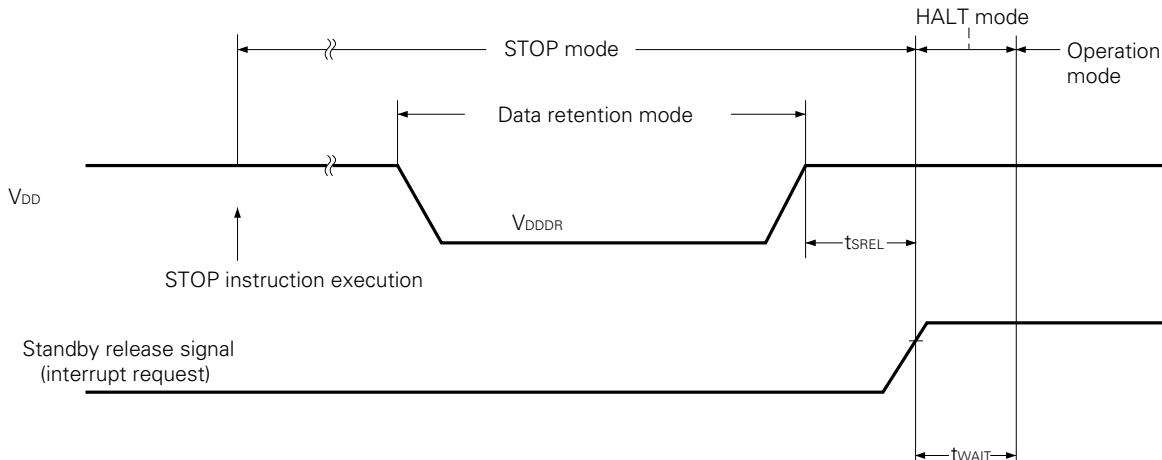 HALT mode
STOP mode
Operation
mode
Data retention mode
VDD
VDDDR
tSREL
STOP instruction execution
Standby release signal
(interrupt request)
tWAIT